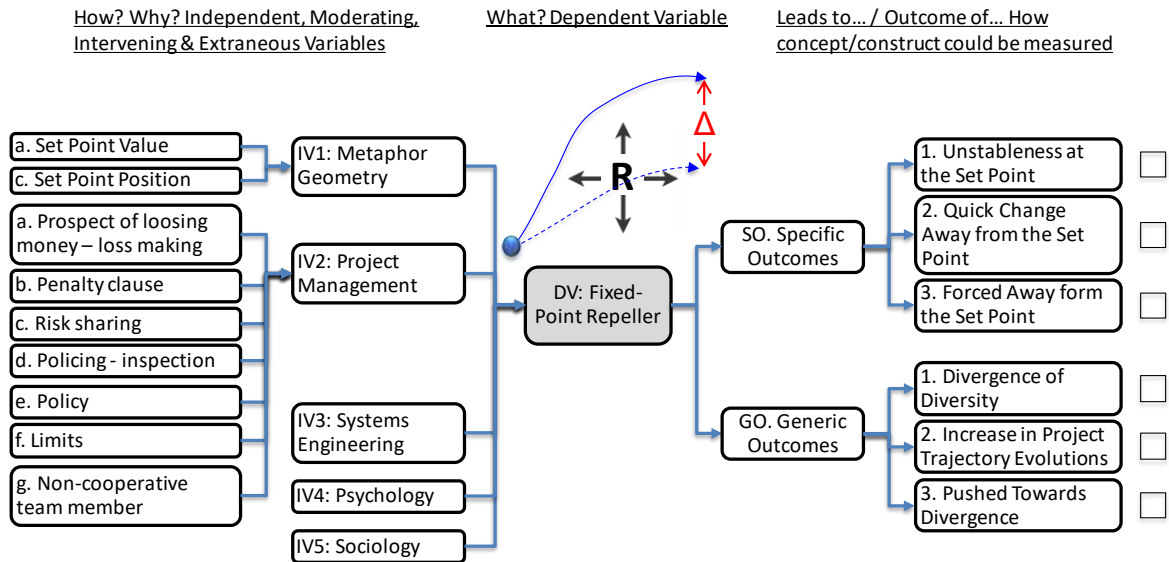 How? Why? Independent, Moderating,
Intervening & Extraneous Variables
What? Dependent Variable
Leads to... / Outcome of... How
concept/construct could be measured
a. Set Point Value
c. Set Point Position
a. Prospect of loosing
money – loss making
b. Penalty clause
c. Risk sharing
d. Policing - inspection
e. Policy
f. Limits
g. Non-cooperative
team member
IV1: Metaphor
Geometry
IV2: Project
Management
IV3: Systems
Engineering
IV4: Psychology
IV5: Sociology
R
Δ
DV: Fixed-
Point Repeller
SO. Specific
Outcomes
GO. Generic
Outcomes
1. Unstableness at
the Set Point
2. Quick Change
Away from the Set
Point
3. Forced Away form
the Set Point
1. Divergence of
Diversity
2. Increase in Project
Trajectory Evolutions
3. Pushed Towards
Divergence